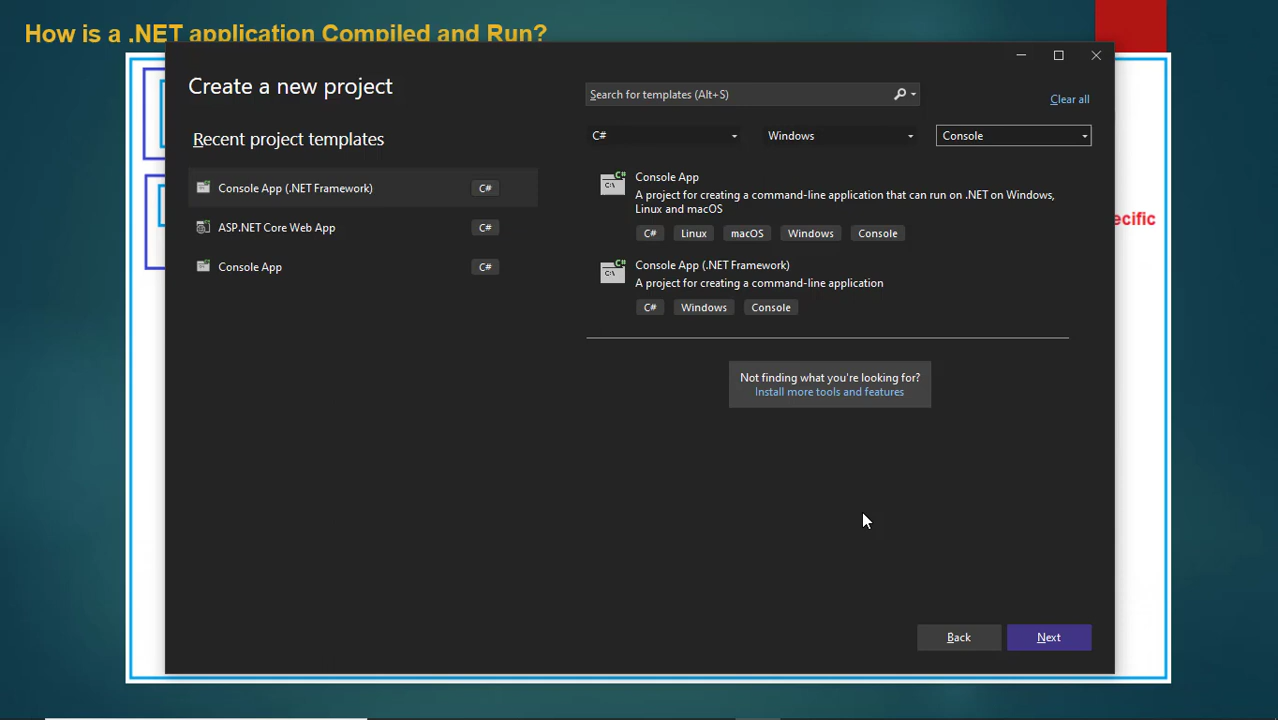 How is a .NET application Compiled and Run?
Create a new project
Search for templates (Alt+S)
Clear all
Recent project templates
C#
Windows
Console
Console App (.NET Framework)
C#
ASP.NET Core Web App
C#
Console App
C#
C#
C:\
Console App
A project for creating a command-line application that can run on .NET on Windows,
Linux and macOS
C#
Linux
macOS
Windows
Console
C#
C:\
Console App (.NET Framework)
A project for creating a command-line application
C#
Windows
Console
Not finding what you're looking for?
Install more tools and features
Back
Next
ecific